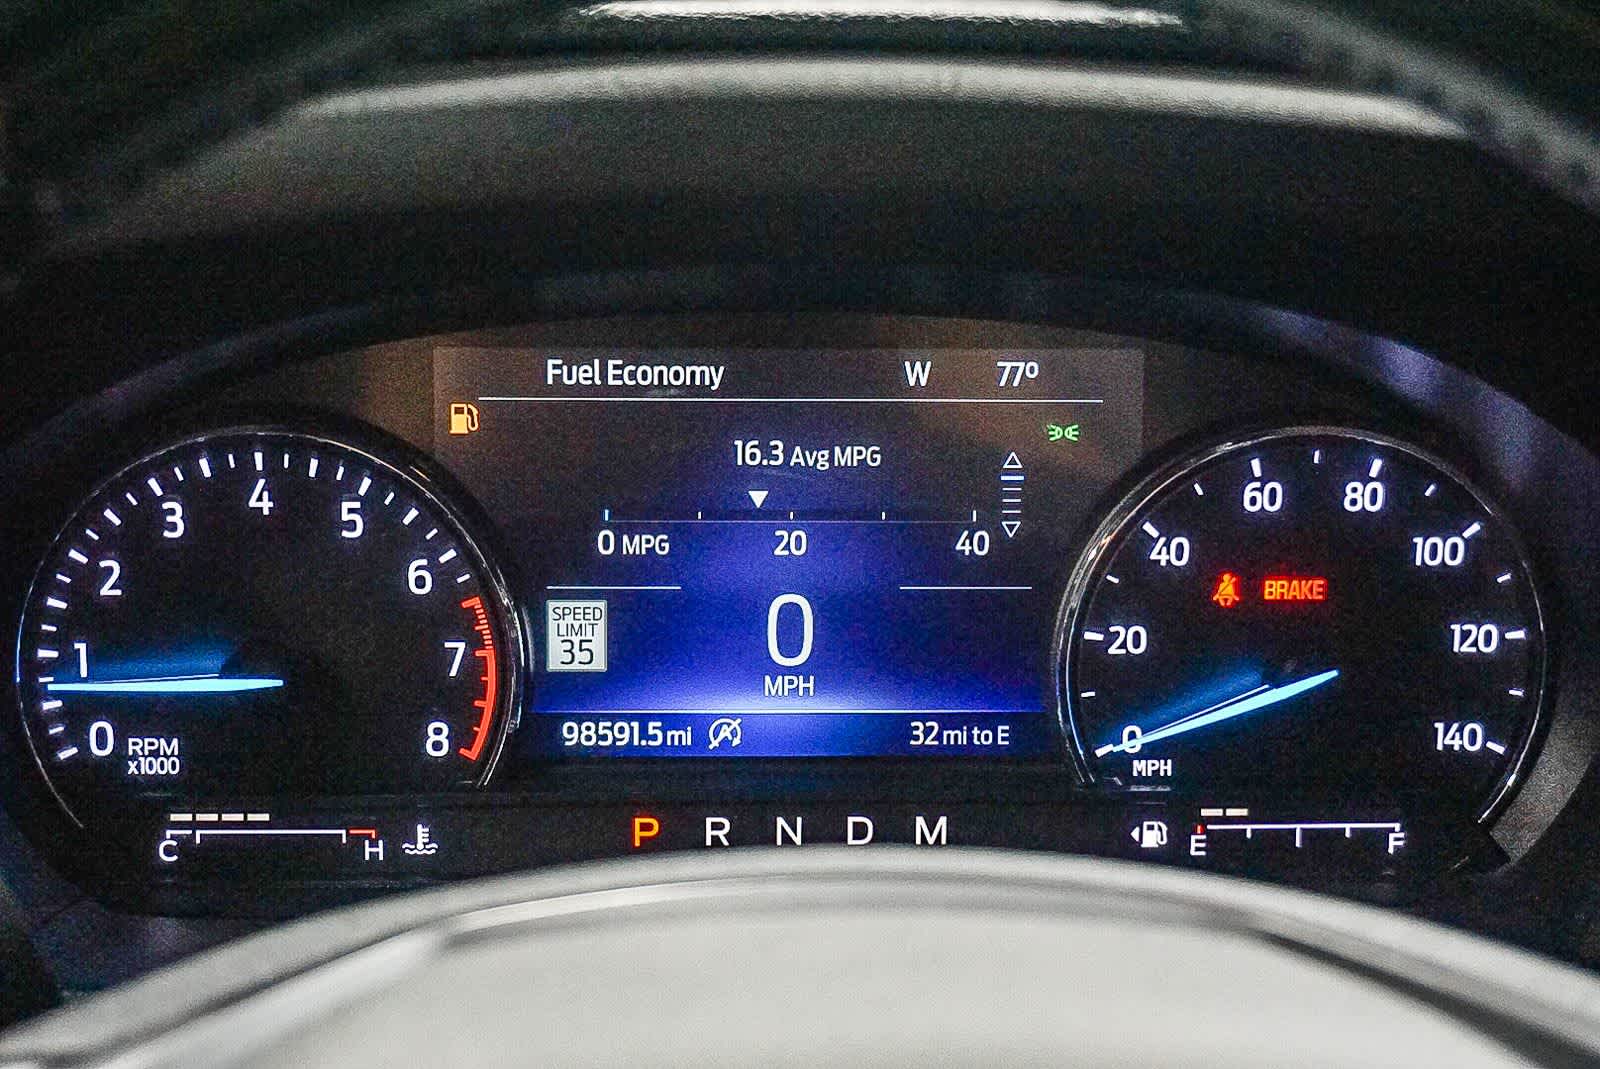 Fuel Economy W 77º
16.3 Avg MPG
0 MPG 20 40
SPEED
LIMIT
35
0
MPH
98591.5 mi A 32 mi to E
0 1 2 3 4 5 6 7 8
RPM
x1000
0 20 40 60 80 100 120 140
MPH
BRAKE
C H
P R N D M
E F